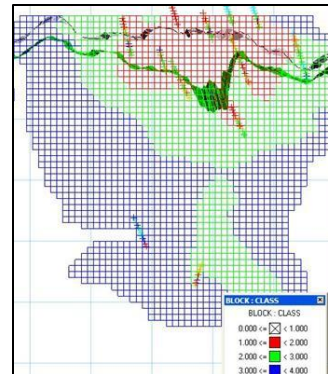 BLOCK : CLASS
BLOCK : CLASS
0.000 <= < 1.000
1.000 <= < 2.000
2.000 <= < 3.000
3.000 <= < 4.000